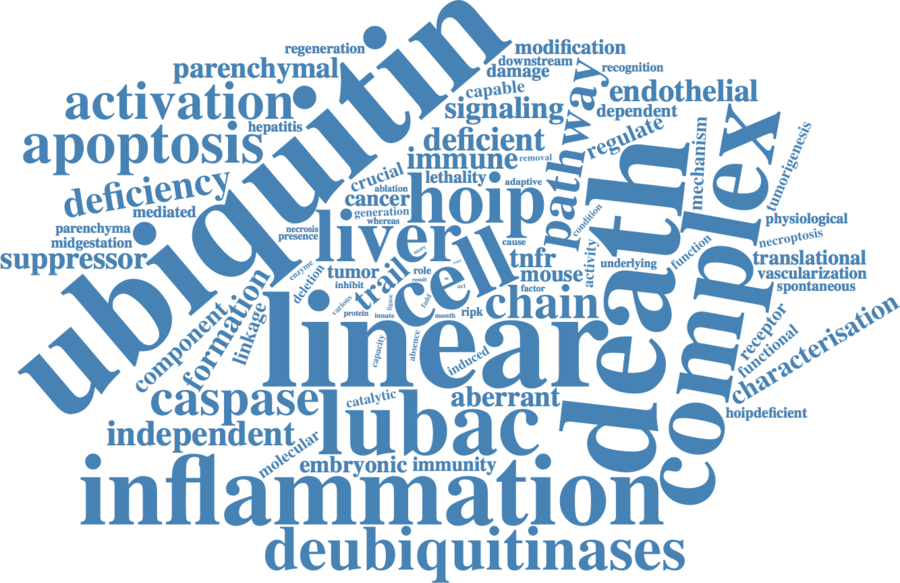 regeneration
modification
downstream
recognition
parenchymal
damage
capable
endothelial
activation
ubiquitin
signaling
dependent
hepatitis
pathway
regulate
apoptosis
deficient
immune
removal
mechanism
tumorigenesis
complex
death
crucial
lethality
deficiency
ablation
adaptive
cancer
hoip
mediated
generation
whereas
condition
physiological
parenchyma
necrosis
presence
liver
cause
midgestation
necroptosis
suppressor
cell
tnfr
activity
underlying
function
translational
enzyme
deletion
tumor
trail
role
result
mouse
vascularization
inhibit
factor
spontaneous
formation
component
linkage
various
protein
ligase
innate
fadd
month
act
ripk
chain
linear
receptor
functional
characterisation
capacity
absence
induced
caspase
catalytic
aberrant
lubac
hoipdeficient
independent
molecular
embryonic
immunity
inflammation
deubiquitinases